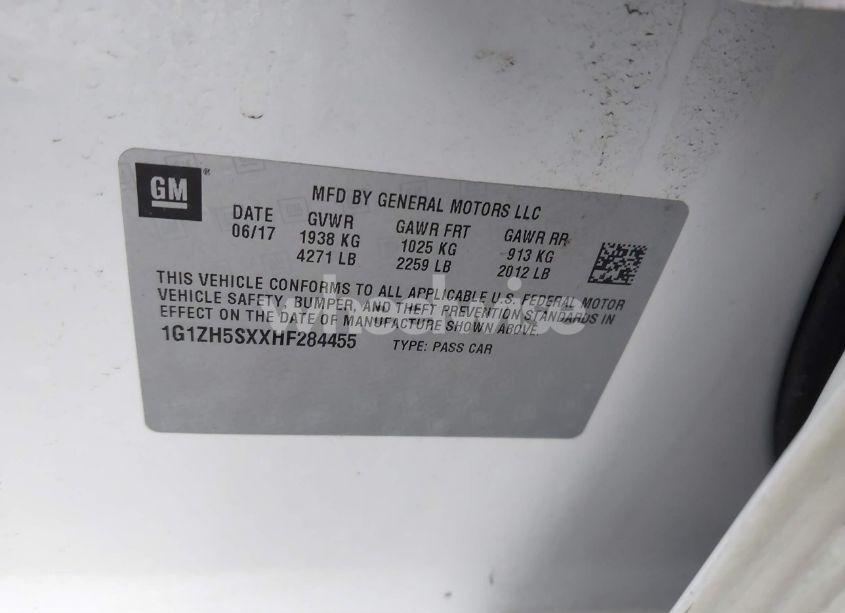 GM ®
MFD BY GENERAL MOTORS LLC
DATE GVWR GAWR FRT GAWR RR
06/17 1938 KG 1025 KG 913 KG
4271 LB 2259 LB 2012 LB
THIS VEHICLE CONFORMS TO ALL APPLICABLE U.S. FEDERAL MOTOR
VEHICLE SAFETY, BUMPER, AND THEFT PREVENTION STANDARDS IN
EFFECT ON THE DATE OF MANUFACTURE SHOWN ABOVE.
1G1ZH5SXXHF284455 TYPE: PASS CAR